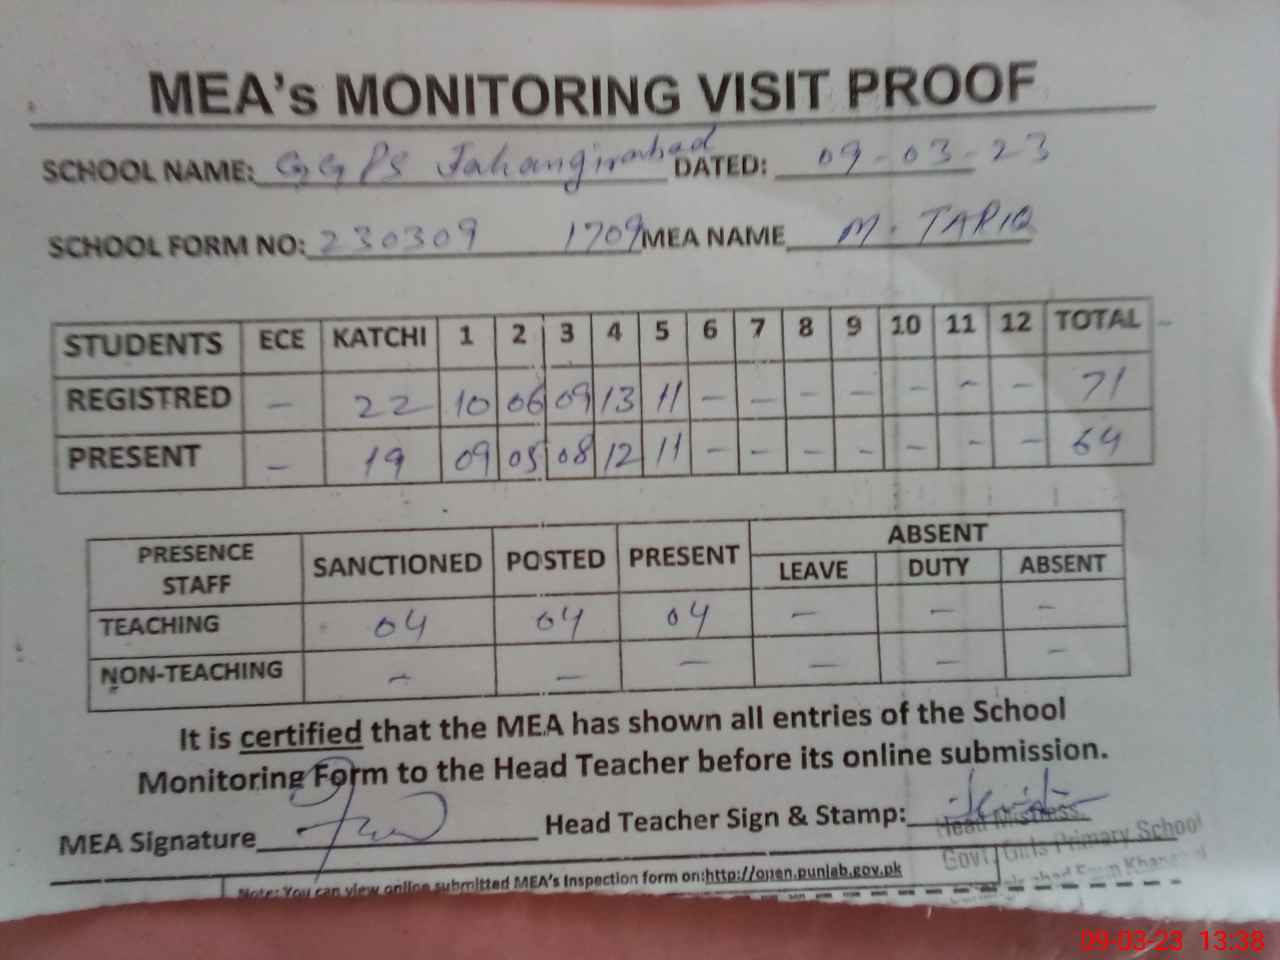 MEA's MONITORING VISIT PROOF
SCHOOL NAME: GGPS Jahangirabad DATED: 09-03-23
SCHOOL FORM NO: 230309 1709 MEA NAME M. TARIQ
STUDENTS ECE KATCHI 1 2 3 4 5 6 7 8 9 10 11 12 TOTAL
REGISTRED - 22 10 06 09 13 11 - - - - - - - 71
PRESENT - 19 09 05 08 12 11 - - - - - - - 64
PRESENCE STAFF SANCTIONED POSTED PRESENT ABSENT
LEAVE DUTY ABSENT
TEACHING 04 04 04 - - -
NON-TEACHING - - - - - -
It is certified that the MEA has shown all entries of the School
Monitoring Form to the Head Teacher before its online submission.
MEA Signature Head Teacher Sign & Stamp:
Head Mistress.
Govt. Girls Primary School
Note: You can view online submitted MEA's Inspection form on:http://open.punjab.gov.pk
09-03-23 13:38